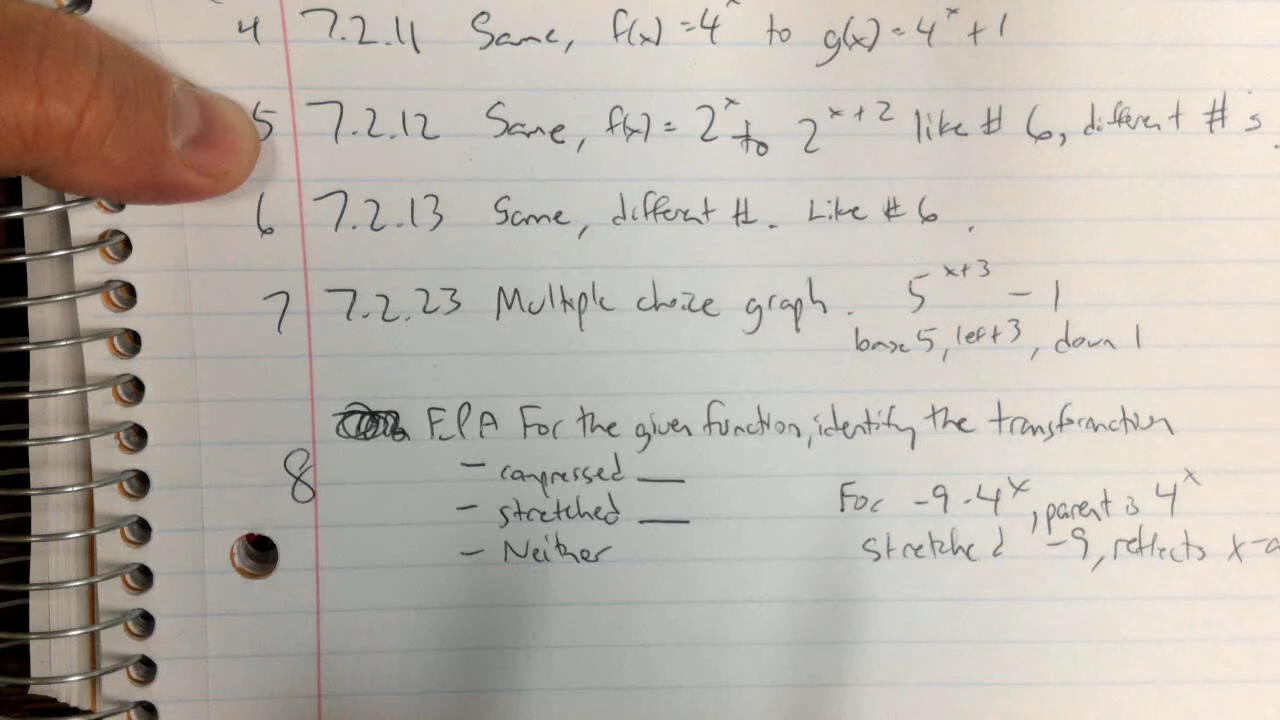 4 7.2.11 Same, f(x) = 4^x to g(x) = 4^x + 1
5 7.2.12 Same, f(x) = 2^x to 2^x+2 like # 6, different #'s.
6 7.2.13 Same, different #. Like # 6.
7 7.2.23 Multiple choice graph. 5^x+3 - 1
base 5, left 3, down 1
For the given function, identify the transformation
8 - compressed __
- stretched __
- Neither
For -9·4^x, parent is 4^x
stretched -9, reflects x-a